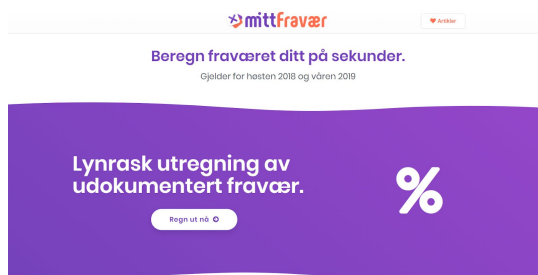 mittFravær
Artikler
Beregn fraværet ditt på sekunder.
Gjelder for høsten 2018 og våren 2019
Lynrask utregning av
udokumentert fravær.
%
Regn ut nå